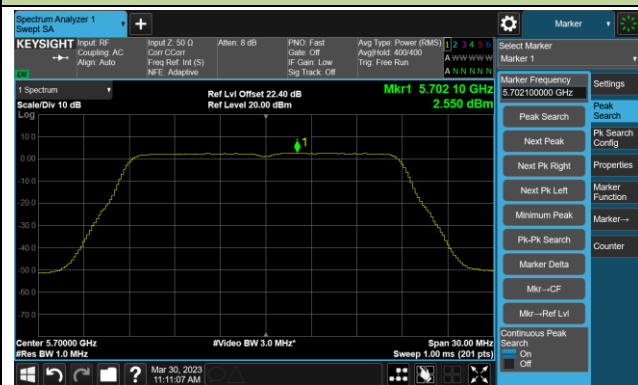 Spectrum Analyzer 1
Swept SA
+
Marker
KEYSIGHT
Input: RF
Coupling: AC
Align: Auto
Input Z: 50 Ω
Corr CCorr
Freq Ref: Int (S)
NFE: Adaptive
Atten: 8 dB
PNO: Fast
Gate: Off
IF Gain: Low
Sig Track: Off
Avg Type: Power (RMS)
Avg|Hold: 400/400
Trig: Free Run
1 2 3 4 5 6
A W W W W W
A N N N N N
Select Marker
Marker 1
LXI
1 Spectrum
Scale/Div 10 dB
Log
Ref Lvl Offset 22.40 dB
Ref Level 20.00 dBm
Mkr1 5.702 10 GHz
2.550 dBm
10.0
0.00
-10.0
-20.0
-30.0
-40.0
-50.0
-60.0
-70.0
1
Center 5.70000 GHz
#Res BW 1.0 MHz
#Video BW 3.0 MHz*
Span 30.00 MHz
Sweep 1.00 ms (201 pts)
Marker Frequency
5.702100000 GHz
Peak Search
Next Peak
Next Pk Right
Next Pk Left
Minimum Peak
Pk-Pk Search
Marker Delta
Mkr→CF
Mkr→Ref Lvl
Continuous Peak
Search
On
Off
Settings
Peak
Search
Pk Search
Config
Properties
Marker
Function
Marker→
Counter
?
Mar 30, 2023
11:11:07 AM